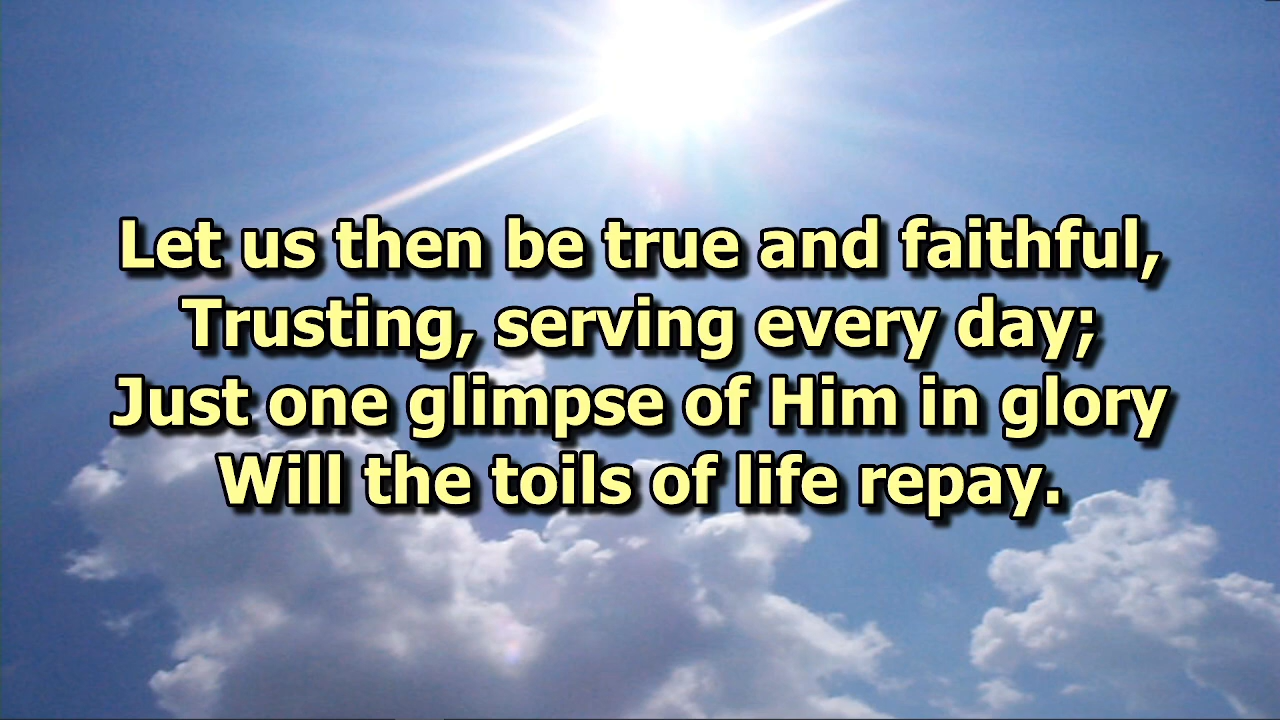 Let us then be true and faithful,
Trusting, serving every day;
Just one glimpse of Him in glory
Will the toils of life repay.